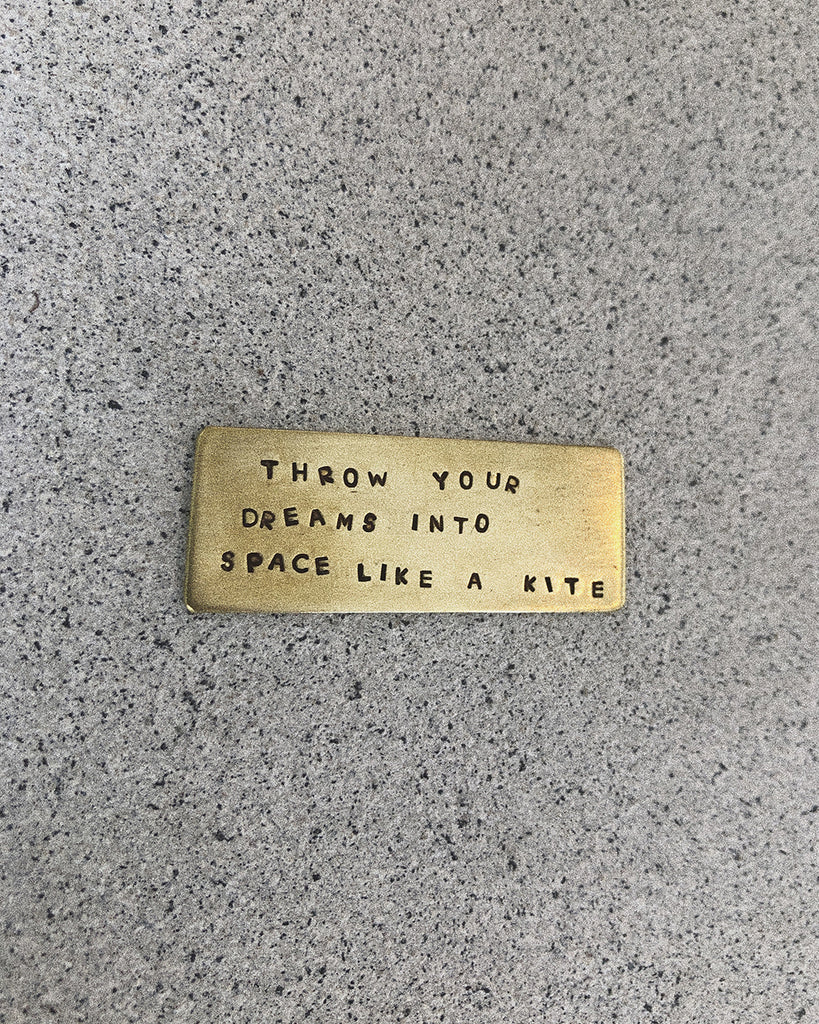 THROW YOUR
DREAMS INTO
SPACE LIKE A KITE